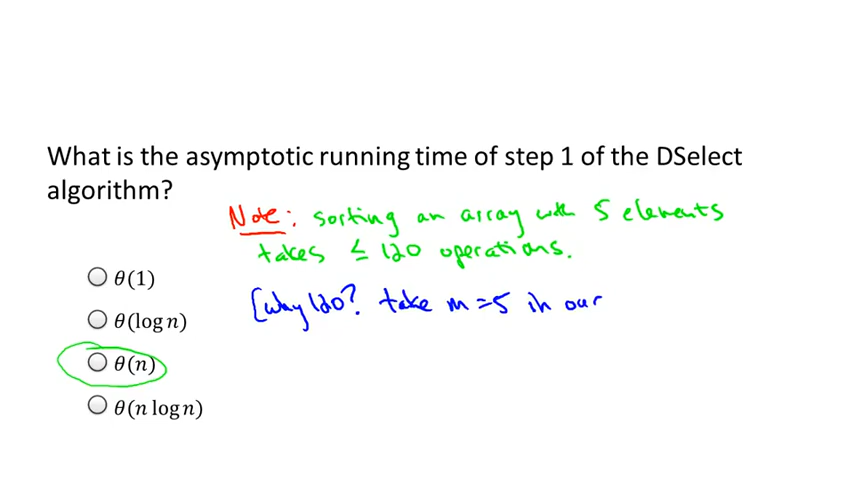 What is the asymptotic running time of step 1 of the DSelect
algorithm?
Note: sorting an array with 5 elements
takes ≤ 120 operations.
[Why 120? take m=5 in our
θ(1)
θ(log n)
θ(n)
θ(n log n)